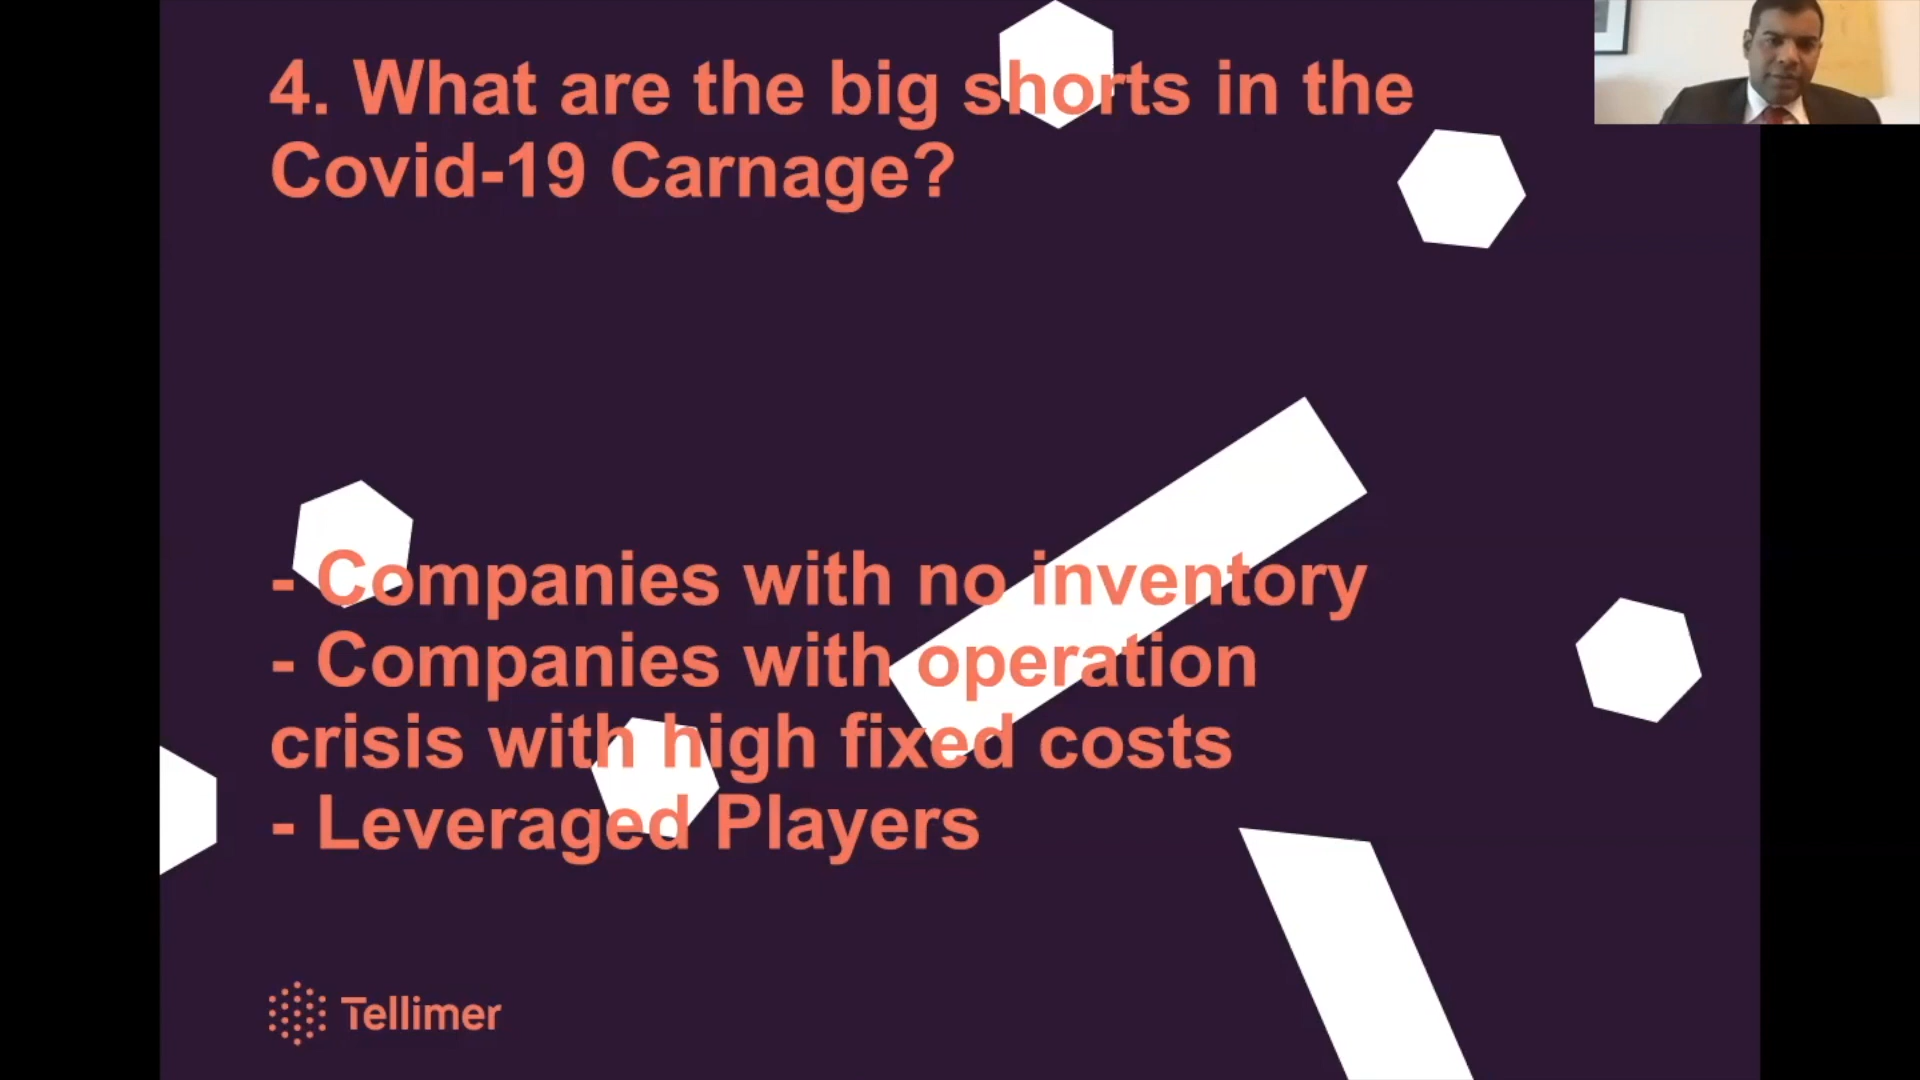 4. What are the big shorts in the
Covid-19 Carnage?
- Companies with no inventory
- Companies with operation
crisis with high fixed costs
- Leveraged Players
Tellimer